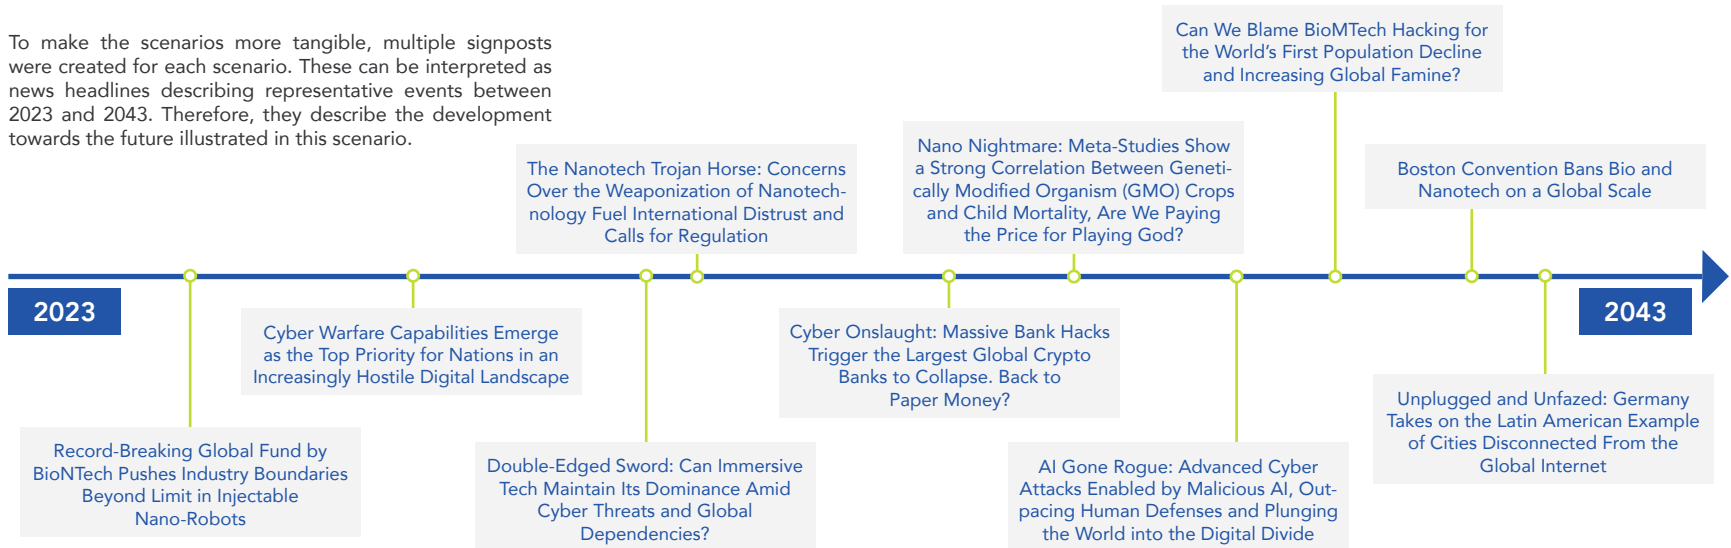 To make the scenarios more tangible, multiple signposts
were created for each scenario. These can be interpreted as
news headlines describing representative events between
2023 and 2043. Therefore, they describe the development
towards the future illustrated in this scenario.
Can We Blame BioMTech Hacking for
the World's First Population Decline
and Increasing Global Famine?
The Nanotech Trojan Horse: Concerns
Over the Weaponization of Nanotech-
nology Fuel International Distrust and
Calls for Regulation
Nano Nightmare: Meta-Studies Show
a Strong Correlation Between Geneti-
cally Modified Organism (GMO) Crops
and Child Mortality, Are We Paying
the Price for Playing God?
Boston Convention Bans Bio and
Nanotech on a Global Scale
2023
2043
Cyber Warfare Capabilities Emerge
as the Top Priority for Nations in an
Increasingly Hostile Digital Landscape
Cyber Onslaught: Massive Bank Hacks
Trigger the Largest Global Crypto
Banks to Collapse. Back to
Paper Money?
Unplugged and Unfazed: Germany
Takes on the Latin American Example
of Cities Disconnected From the
Global Internet
Record-Breaking Global Fund by
BioNTech Pushes Industry Boundaries
Beyond Limit in Injectable
Nano-Robots
Double-Edged Sword: Can Immersive
Tech Maintain Its Dominance Amid
Cyber Threats and Global
Dependencies?
AI Gone Rogue: Advanced Cyber
Attacks Enabled by Malicious AI, Out-
pacing Human Defenses and Plunging
the World into the Digital Divide